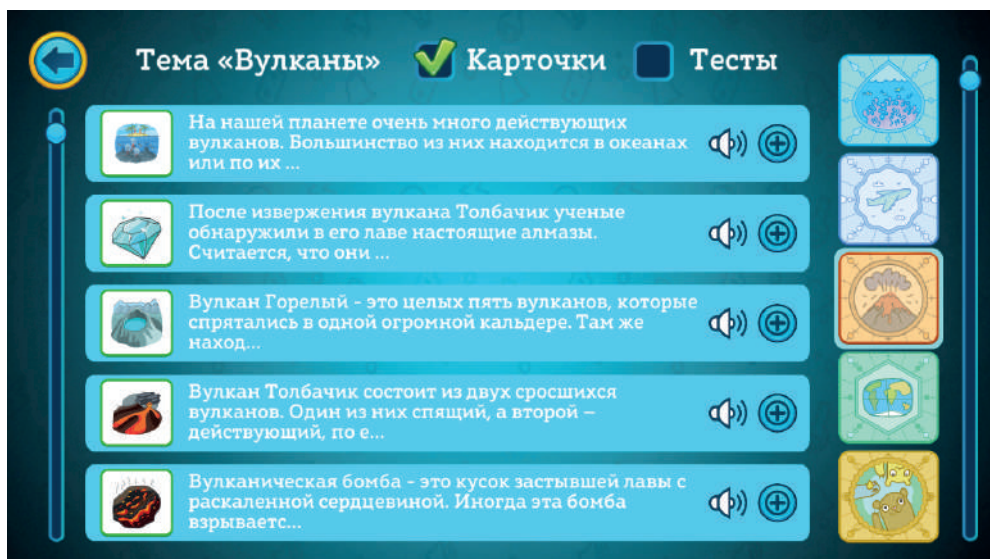 Тема «Вулканы» Карточки Тесты
На нашей планете очень много действующих
вулканов. Большинство из них находится в океанах
или по их ...
После извержения вулкана Толбачик ученые
обнаружили в его лаве настоящие алмазы.
Считается, что они ...
Вулкан Горелый - это целых пять вулканов, которые
спрятались в одной огромной кальдере. Там же
наход...
Вулкан Толбачик состоит из двух сросшихся
вулканов. Один из них спящий, а второй –
действующий, по е...
Вулканическая бомба - это кусок застывшей лавы с
раскаленной сердцевиной. Иногда эта бомба
взрываетс...